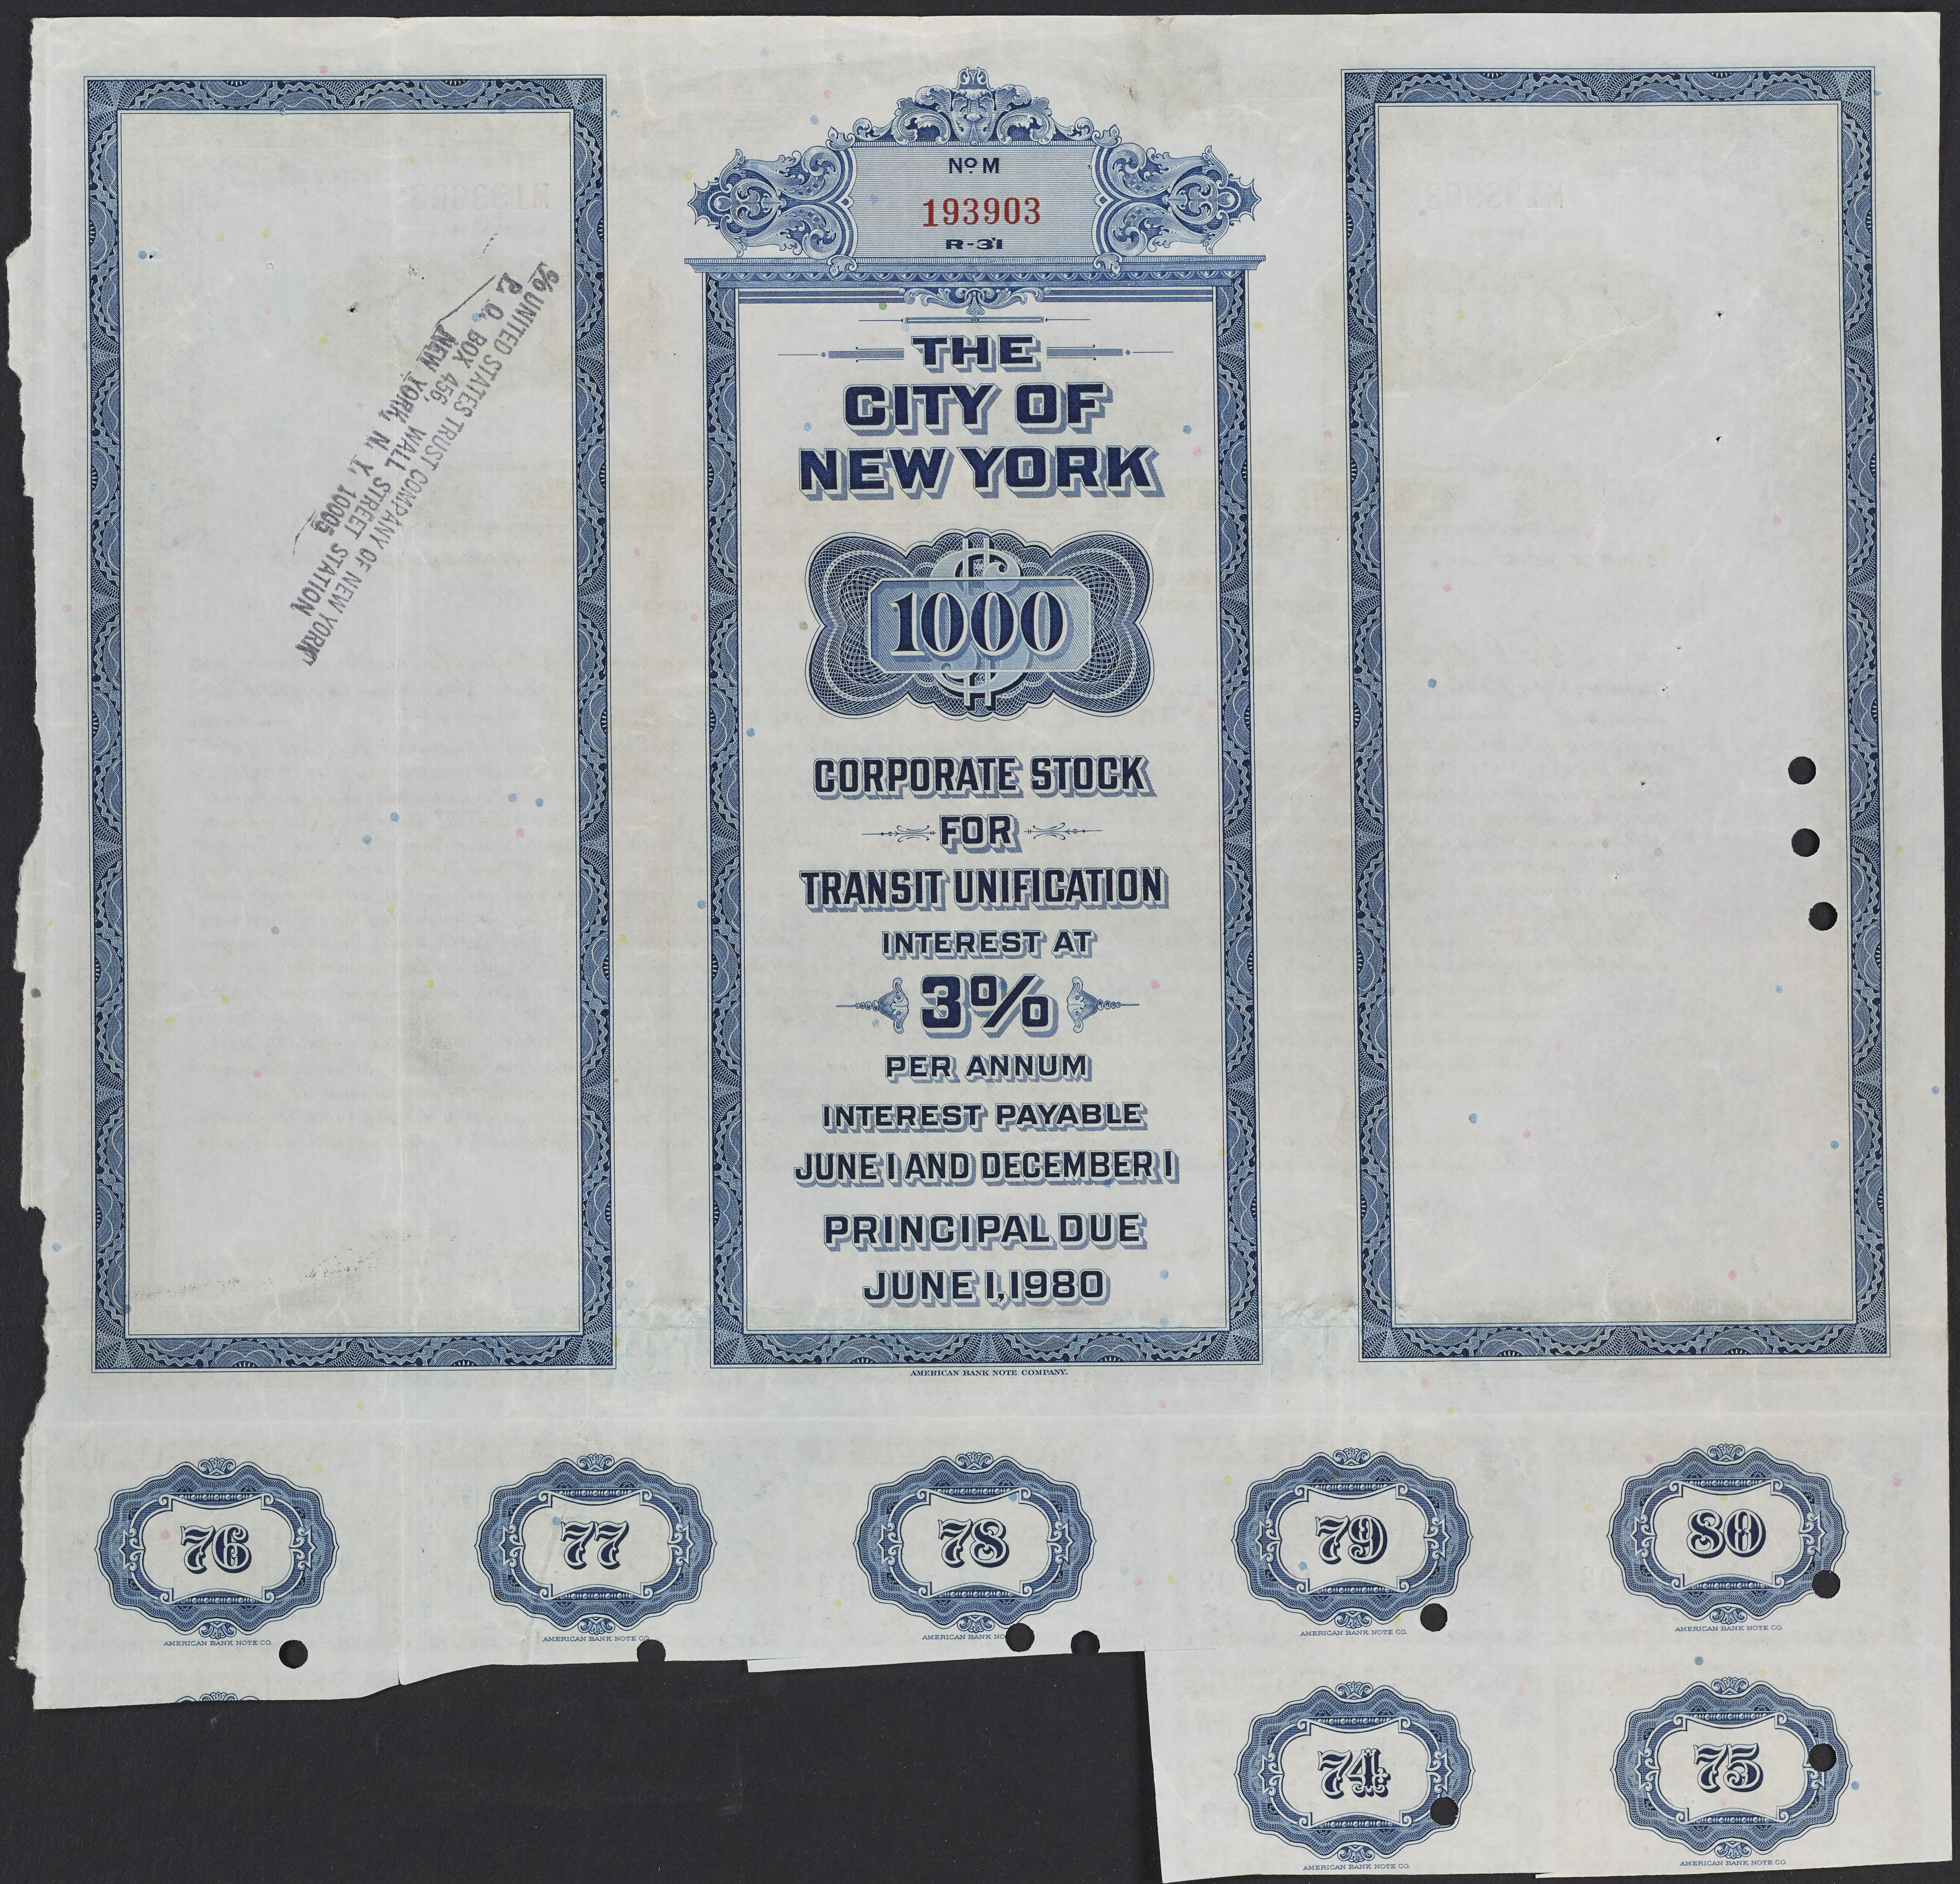 No M
193903
R-31
% UNITED STATES TRUST COMPANY OF NEW YORK
P. O. BOX 456, WALL STREET STATION
NEW YORK, N. Y. 10005
THE
CITY OF
NEW YORK
$1000
CORPORATE STOCK
FOR
TRANSIT UNIFICATION
INTEREST AT
3%
PER ANNUM
INTEREST PAYABLE
JUNE 1 AND DECEMBER 1
PRINCIPAL DUE
JUNE 1, 1980
AMERICAN BANK NOTE COMPANY.
76
AMERICAN BANK NOTE CO.
77
AMERICAN BANK NOTE CO.
78
AMERICAN BANK NO
79
AMERICAN BANK NOTE CO.
80
AMERICAN BANK NOTE CO.
74
AMERICAN BANK NOTE CO.
75
AMERICAN BANK NOTE CO.